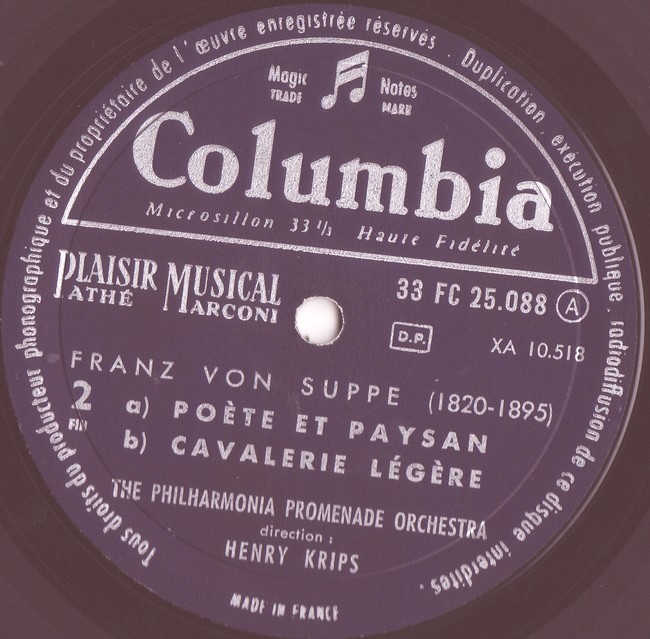 Tous droits du producteur phonographique et du propriétaire de l'œuvre enregistrée réservés. Duplication, exécution publique, radiodiffusion de ce disque interdites.
Magic Notes
TRADE MARK
Columbia
Microsillon 33 1/3 Haute Fidélité
PLAISIR MUSICAL
PATHÉ MARCONI
33 FC 25.088 A
D.P.
XA 10.518
FRANZ VON SUPPE (1820-1895)
2 a) POÈTE ET PAYSAN
FIN b) CAVALERIE LÉGÈRE
THE PHILHARMONIA PROMENADE ORCHESTRA
direction :
HENRY KRIPS
MADE IN FRANCE